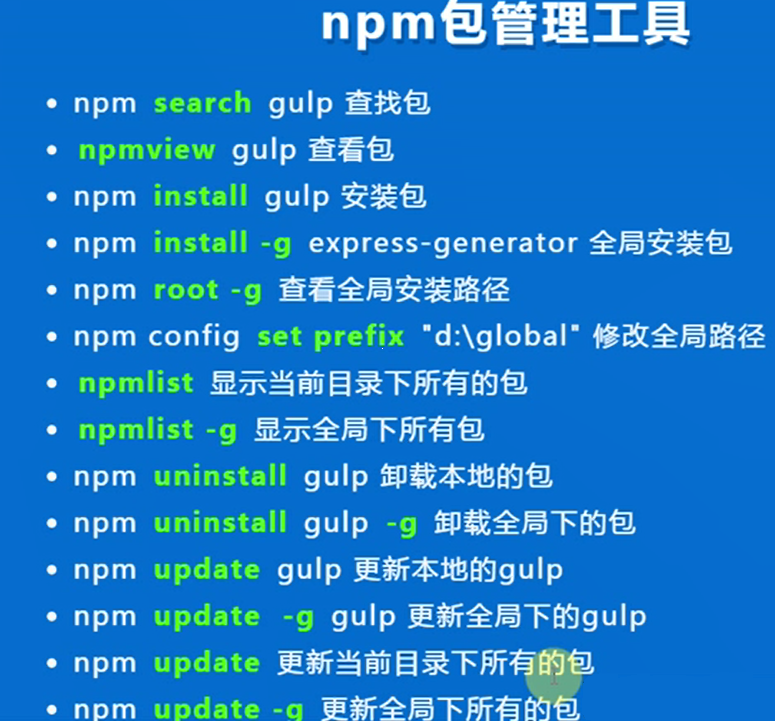 npm包管理工具
• npm search gulp 查找包
• npmview gulp 查看包
• npm install gulp 安装包
• npm install -g express-generator 全局安装包
• npm root -g 查看全局安装路径
• npm config set prefix "d:\global" 修改全局路径
• npmlist 显示当前目录下所有的包
• npmlist -g 显示全局下所有包
• npm uninstall gulp 卸载本地的包
• npm uninstall gulp -g 卸载全局下的包
• npm update gulp 更新本地的gulp
• npm update -g gulp 更新全局下的gulp
• npm update 更新当前目录下所有的包
• npm update -g 更新全局下所有的包